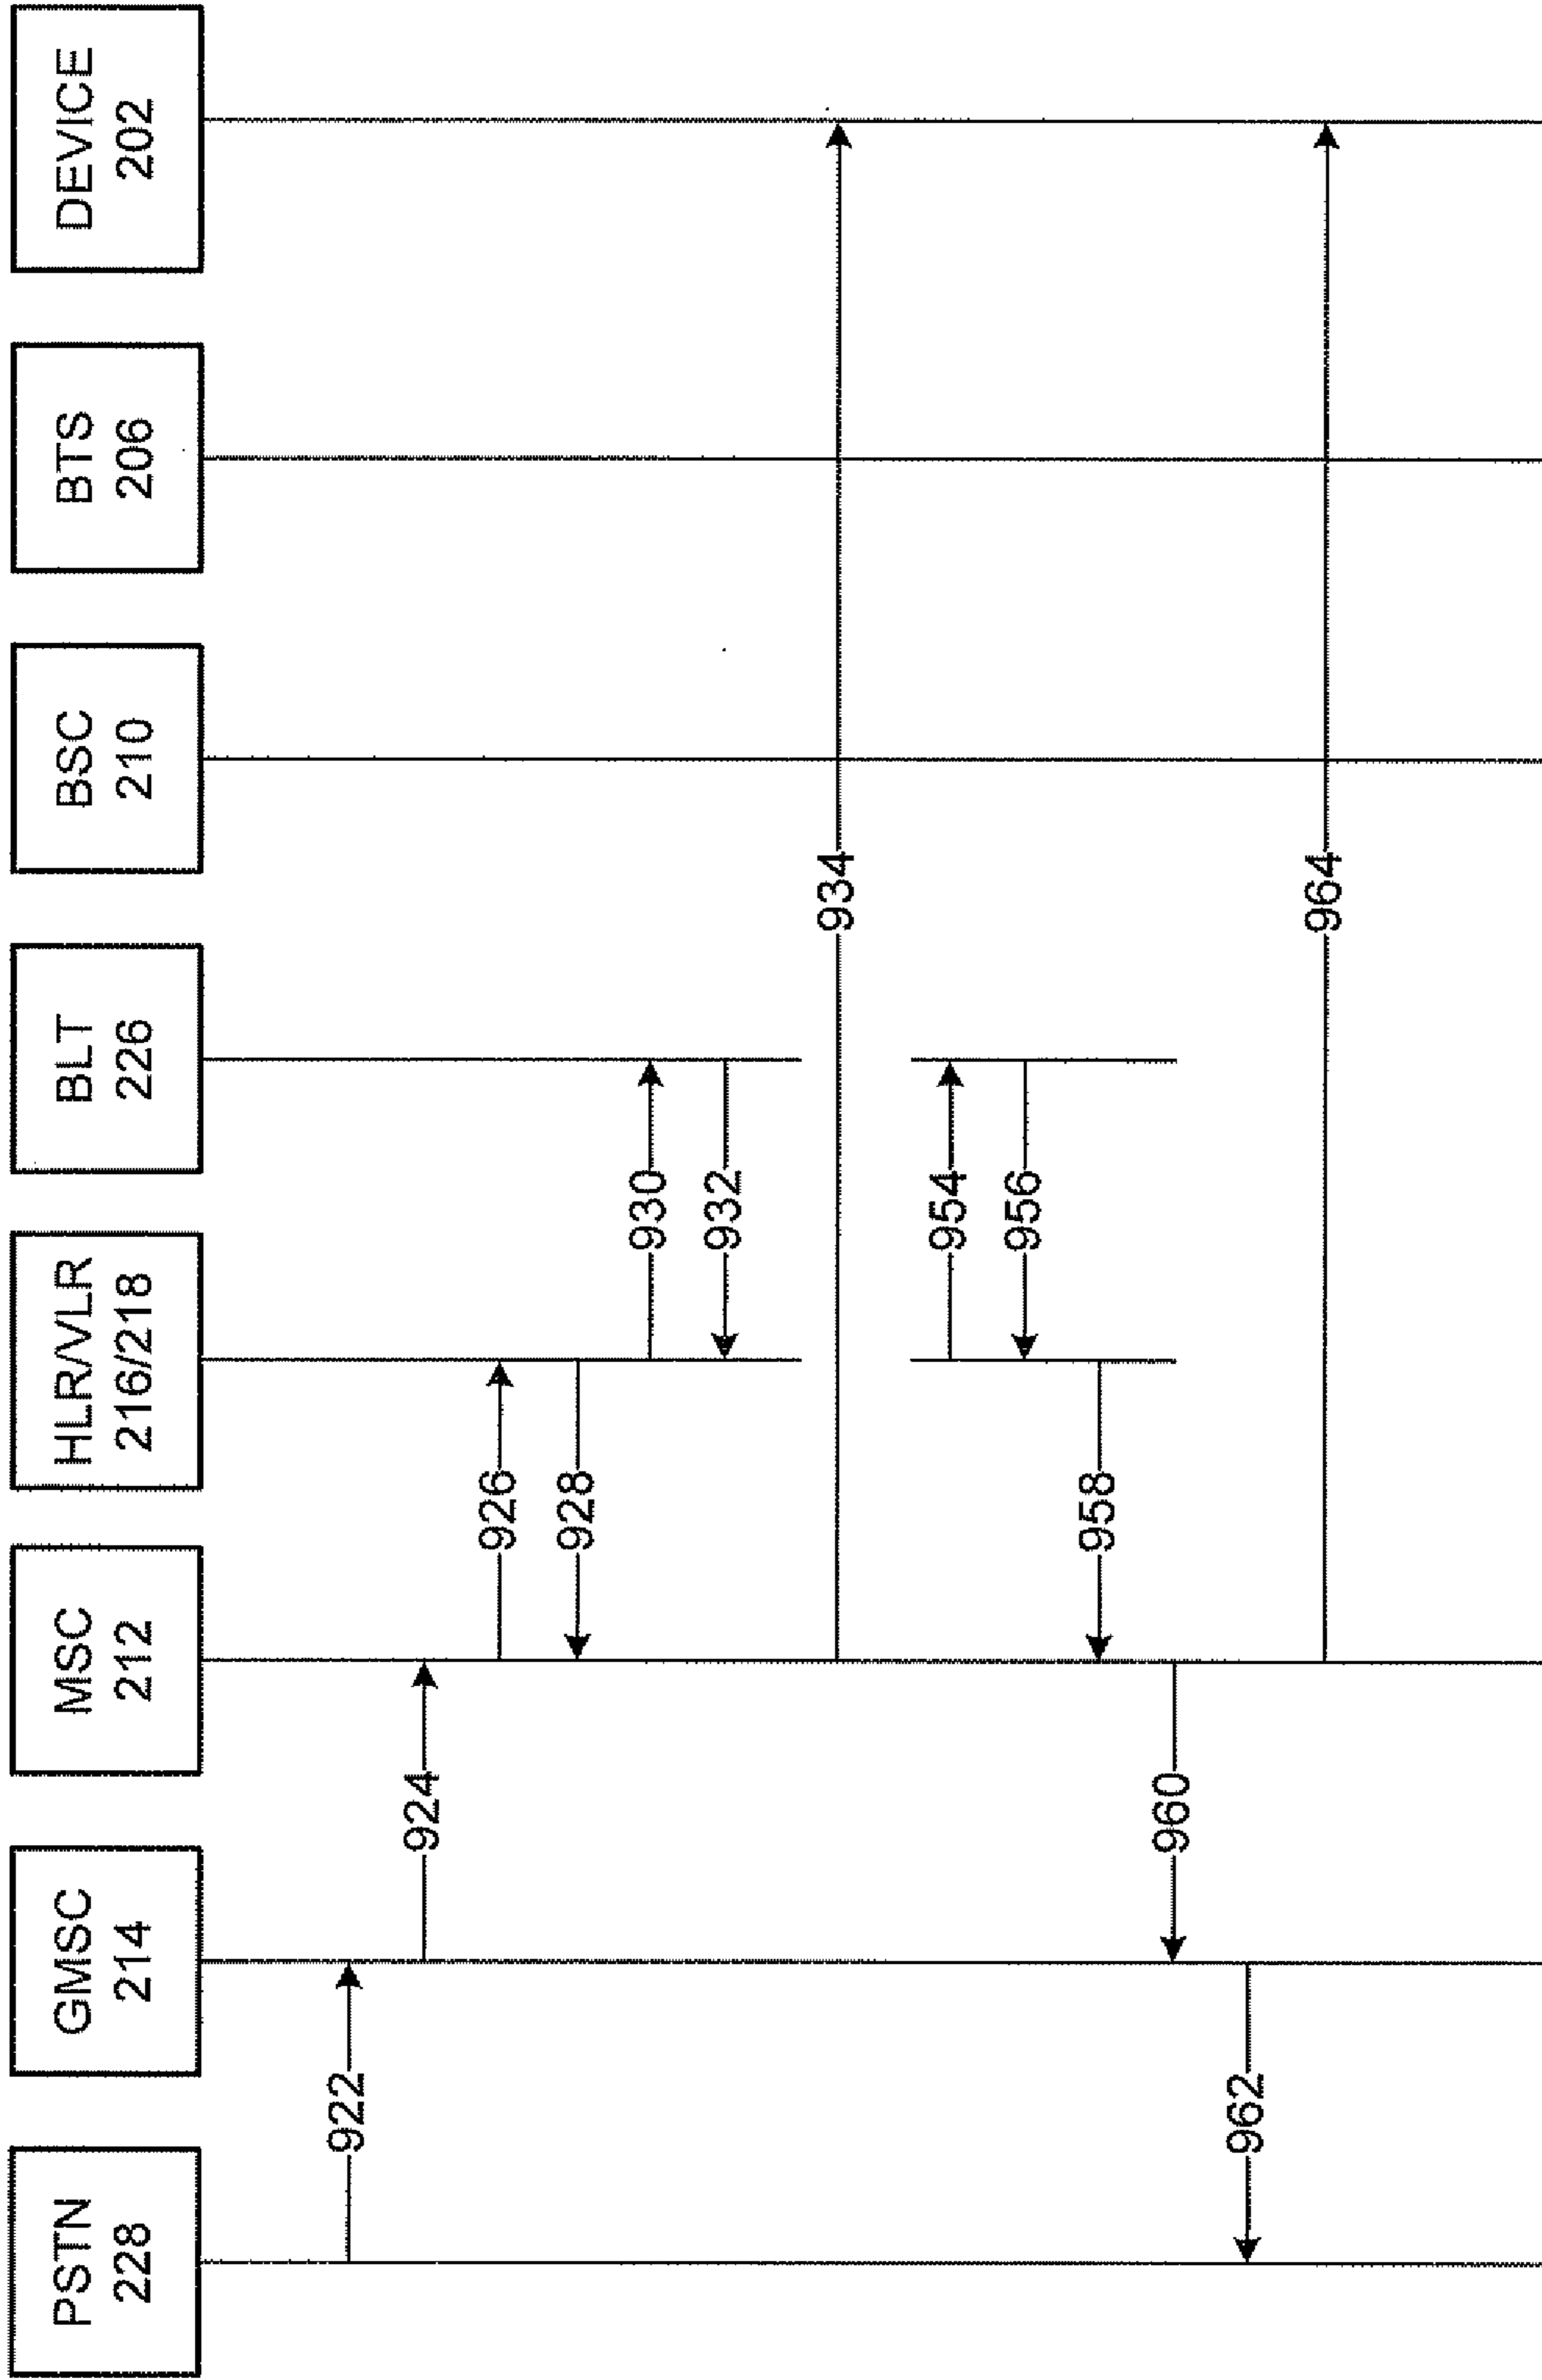 PSTN
228
GMSC
214
MSC
212
HLR/VLR
216/218
BLT
226
BSC
210
BTS
206
DEVICE
202
922
924
926
928
930
932
934
954
956
958
960
962
964